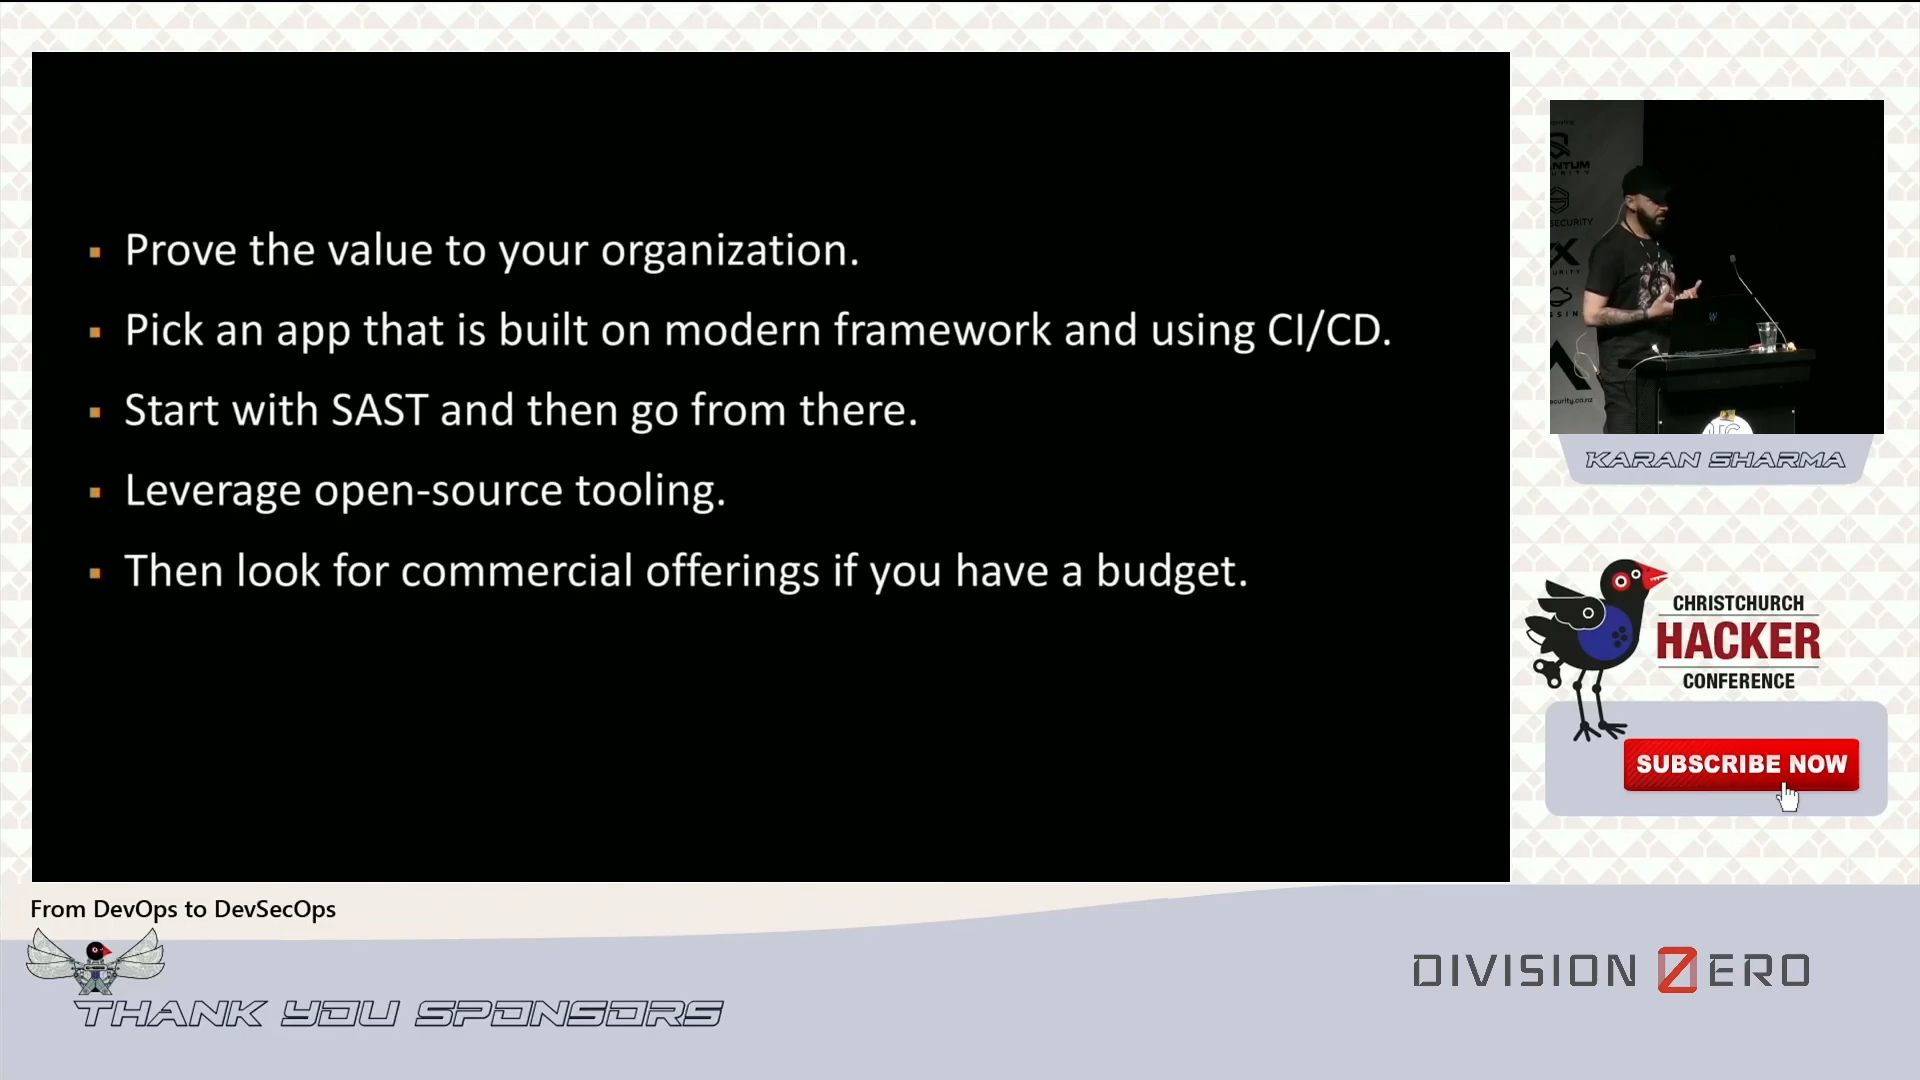 Prove the value to your organization.
Pick an app that is built on modern framework and using CI/CD.
Start with SAST and then go from there.
Leverage open-source tooling.
Then look for commercial offerings if you have a budget.
KARAN SHARMA
CHRISTCHURCH
HACKER
CONFERENCE
SUBSCRIBE NOW
From DevOps to DevSecOps
THANK YOU SPONSORS
DIVISION ZERO